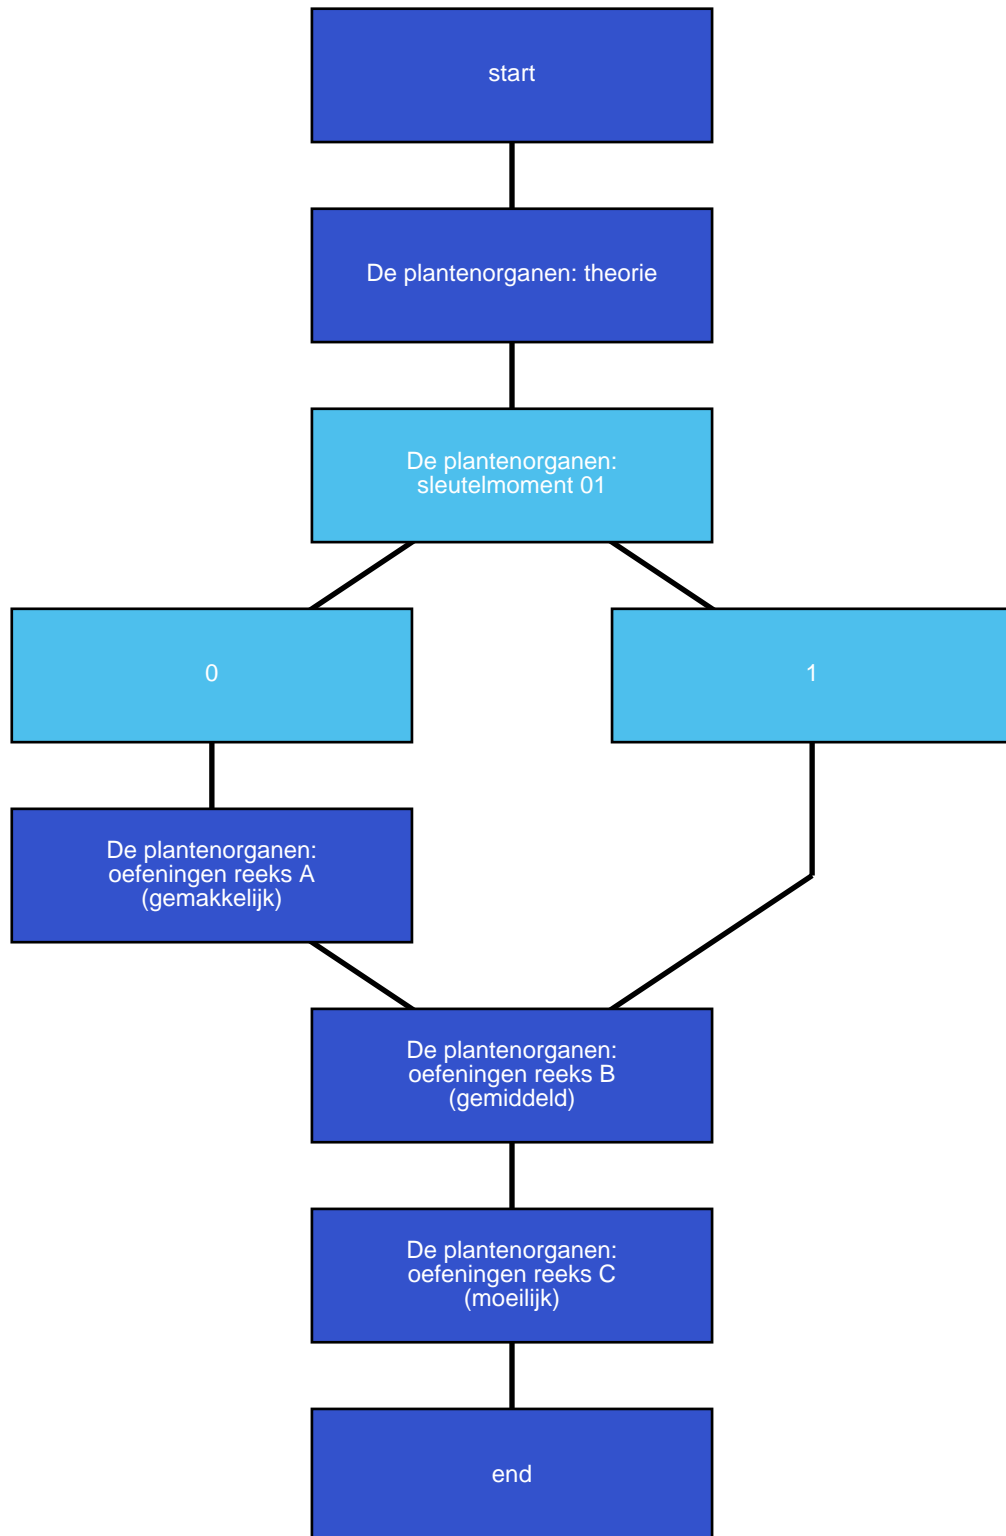 start
De plantenorganen: theorie
De plantenorganen:
sleutelmoment 01
0
1
De plantenorganen:
oefeningen reeks A
(gemakkelijk)
De plantenorganen:
oefeningen reeks B
(gemiddeld)
De plantenorganen:
oefeningen reeks C
(moeilijk)
end